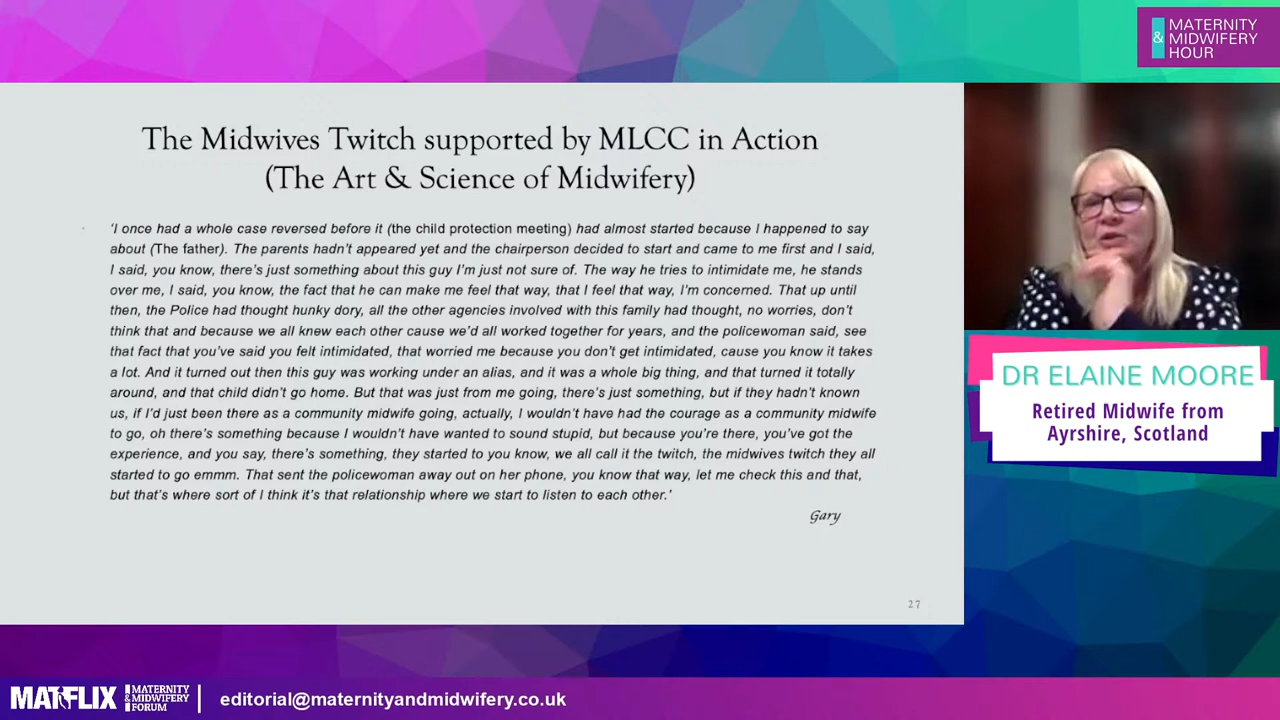 &
MATERNITY
MIDWIFERY
HOUR
The Midwives Twitch supported by MLCC in Action
(The Art & Science of Midwifery)
'I once had a whole case reversed before it (the child protection meeting) had almost started because I happened to say
about (The father). The parents hadn't appeared yet and the chairperson decided to start and came to me first and I said,
I said, you know, there's just something about this guy I'm just not sure of. The way he tries to intimidate me, he stands
over me, I said, you know, the fact that he can make me feel that way, that I feel that way, I'm concerned. That up until
then, the Police had thought hunky dory, all the other agencies involved with this family had thought, no worries, don't
think that and because we all knew each other cause we'd all worked together for years, and the policewoman said, see
that fact that you've said you felt intimidated, that worried me because you don't get intimidated, cause you know it takes
a lot. And it turned out then this guy was working under an alias, and it was a whole big thing, and that turned it totally
around, and that child didn't go home. But that was just from me going, there's just something, but if they hadn't known
us, if I'd just been there as a community midwife going, actually, I wouldn't have had the courage as a community midwife
to go, oh there's something because I wouldn't have wanted to sound stupid, but because you're there, you've got the
experience, and you say, there's something, they started to you know, we all call it the twitch, the midwives twitch they all
started to go emmm. That sent the policewoman away out on her phone, you know that way, let me check this and that,
but that's where sort of I think it's that relationship where we start to listen to each other.'
Gary
27
DR ELAINE MOORE
Retired Midwife from
Ayrshire, Scotland
MATFLIX
MATERNITY
& MIDWIFERY
FORUM
editorial@maternityandmidwifery.co.uk